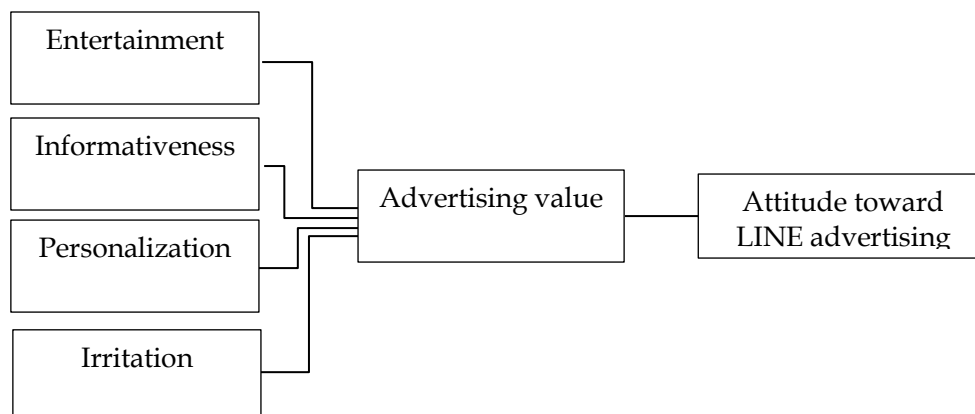 Entertainment
Informativeness
Personalization
Irritation
Advertising value
Attitude toward
LINE advertising